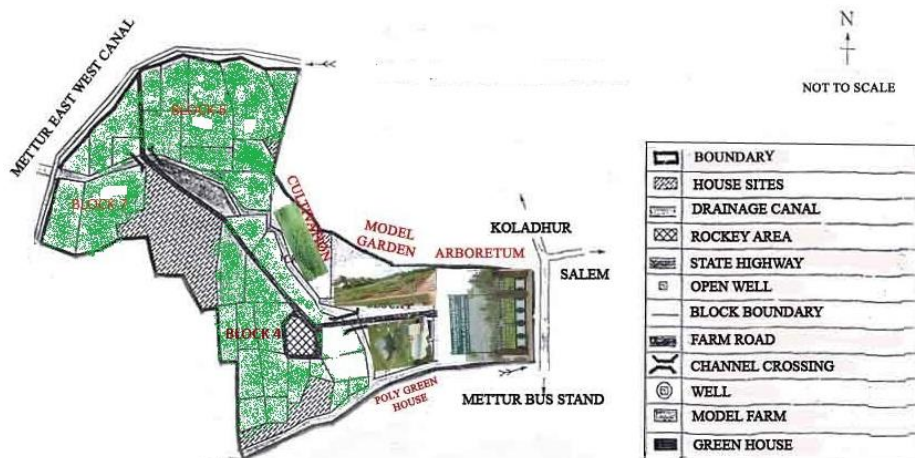 N
NOT TO SCALE
METTUR EAST WEST CANAL
BLOCK
BLOCK
CULTIVATION
MODEL
GARDEN
ARBORETUM
KOLADHUR
SALEM
BLOCK 4
POLY GREEN
HOUSE
METTUR BUS STAND
BOUNDARY
HOUSE SITES
DRAINAGE CANAL
ROCKEY AREA
STATE HIGHWAY
OPEN WELL
BLOCK BOUNDARY
FARM ROAD
CHANNEL CROSSING
WELL
MODEL FARM
GREEN HOUSE